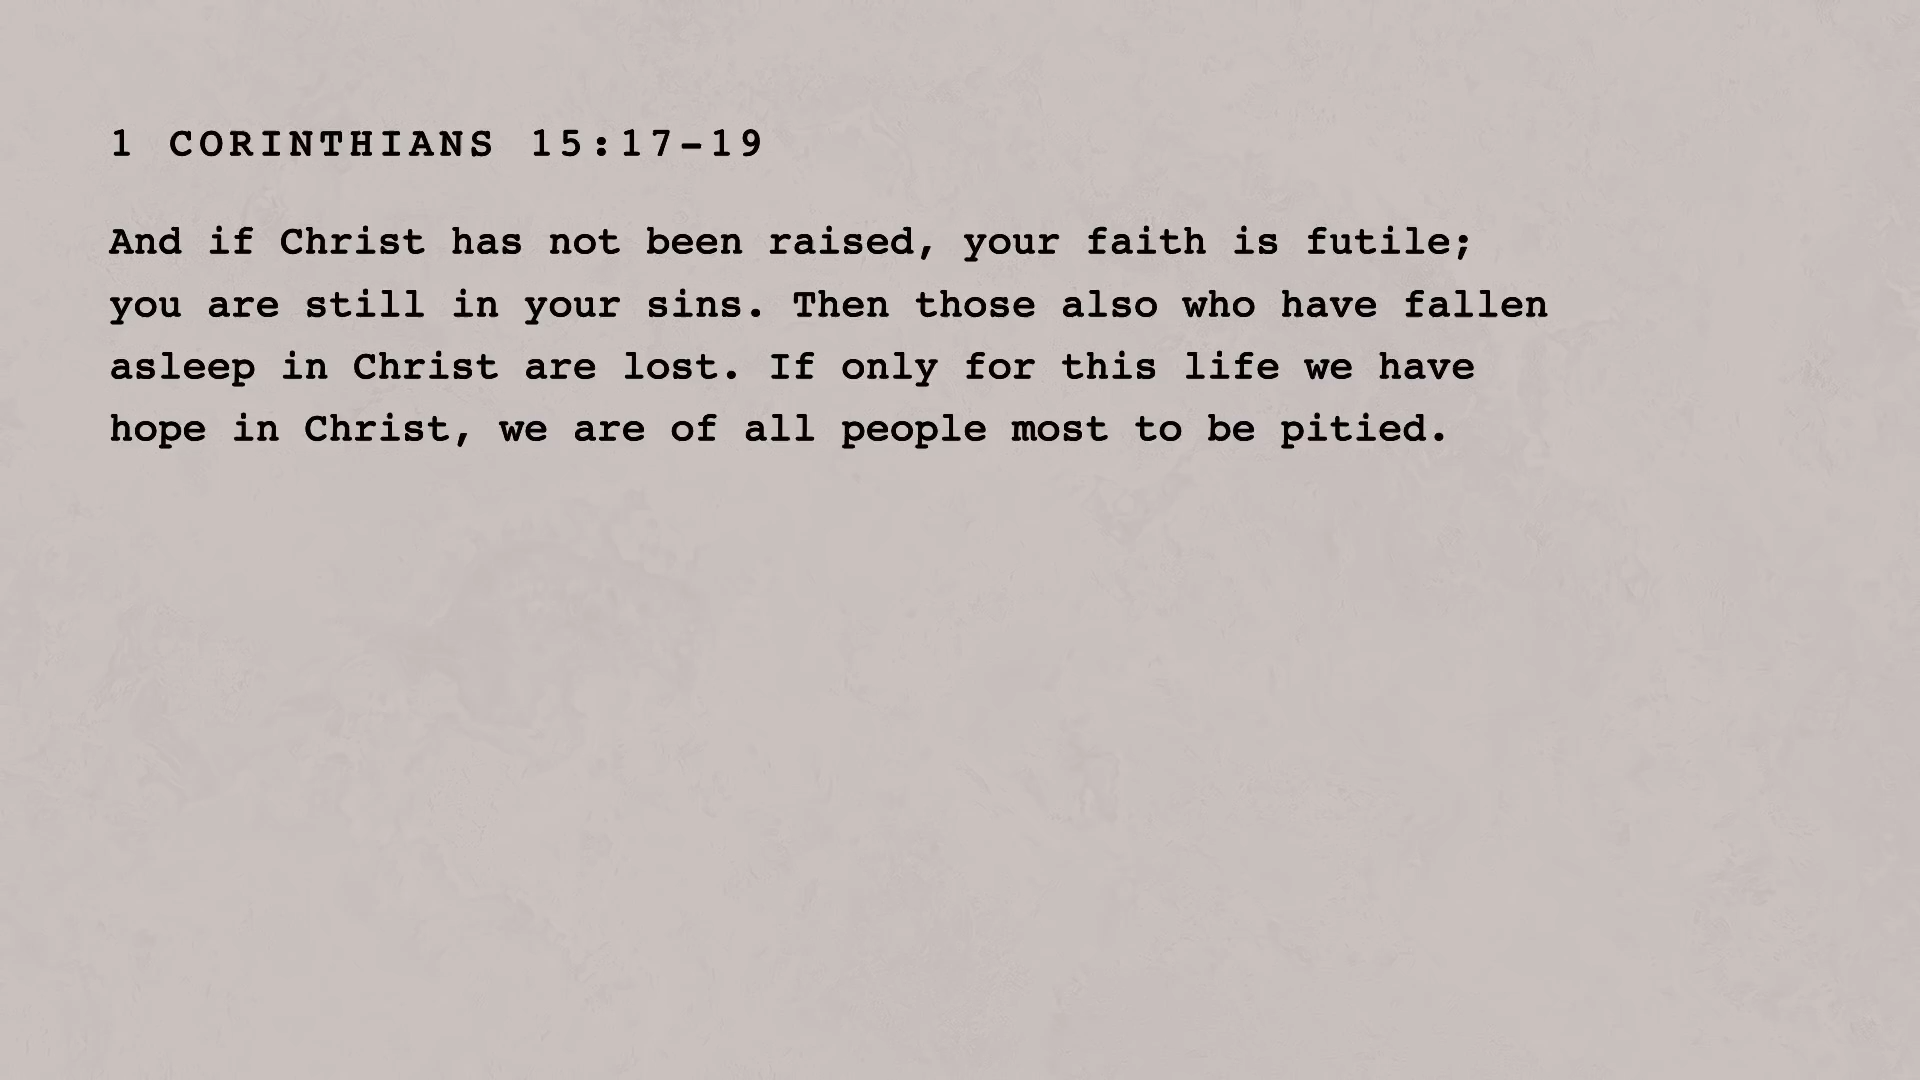 1 CORINTHIANS 15:17-19
And if Christ has not been raised, your faith is futile;
you are still in your sins. Then those also who have fallen
asleep in Christ are lost. If only for this life we have
hope in Christ, we are of all people most to be pitied.